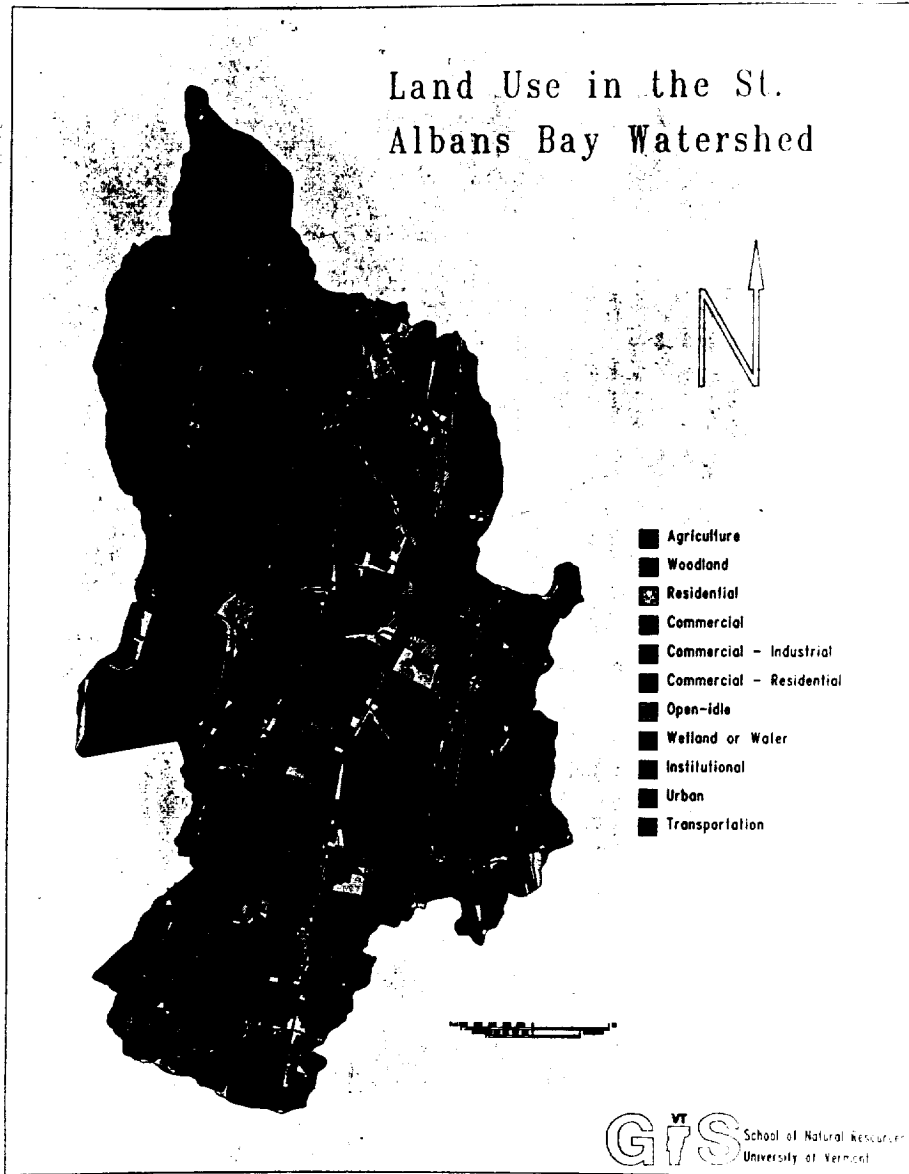 Land Use in the St.
Albans Bay Watershed
N
Agriculture
Woodland
Residential
Commercial
Commercial - Industrial
Commercial - Residential
Open-idle
Wetland or Water
Institutional
Urban
Transportation
VT
GIS
School of Natural Resources
University of Vermont